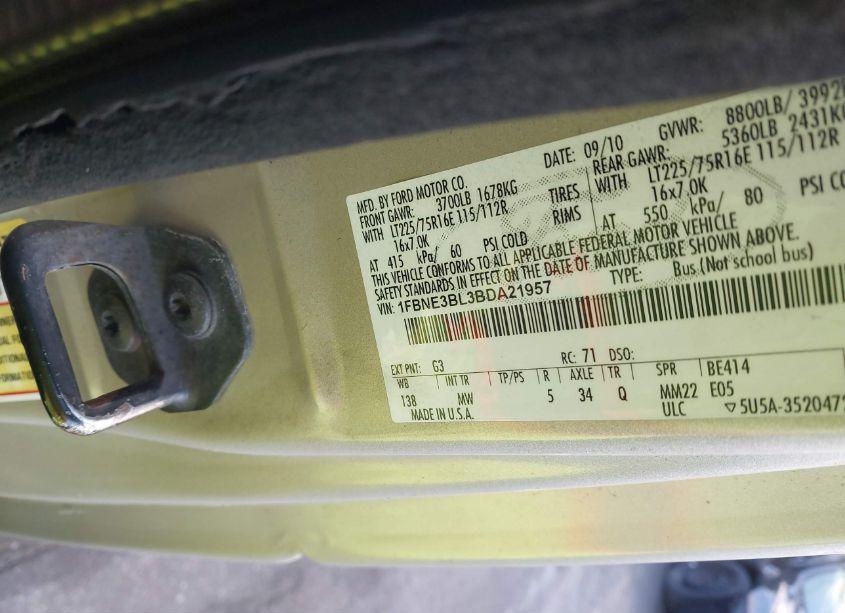 MFD. BY FORD MOTOR CO. DATE: 09/10 GVWR: 8800LB/ 3992
FRONT GAWR: 3700LB 1678KG REAR GAWR: 5360LB 2431KG
WITH LT225/75R16E 115/112R TIRES WITH LT225/75R16E 115/112R
16x7.0K RIMS 16x7.0K
AT 415 kPa/ 60 PSI COLD AT 550 kPa/ 80 PSI CO
THIS VEHICLE CONFORMS TO ALL APPLICABLE FEDERAL MOTOR VEHICLE
SAFETY STANDARDS IN EFFECT ON THE DATE OF MANUFACTURE SHOWN ABOVE.
VIN: 1FBNE3BL3BDA21957 TYPE: Bus (Not school bus)
EXT PNT: G3 RC: 71 DSO:
WB INT TR TP/PS R AXLE TR SPR BE414
138 MW 5 34 Q MM22 E05
MADE IN U.S.A. ULC ▽5U5A-3520472